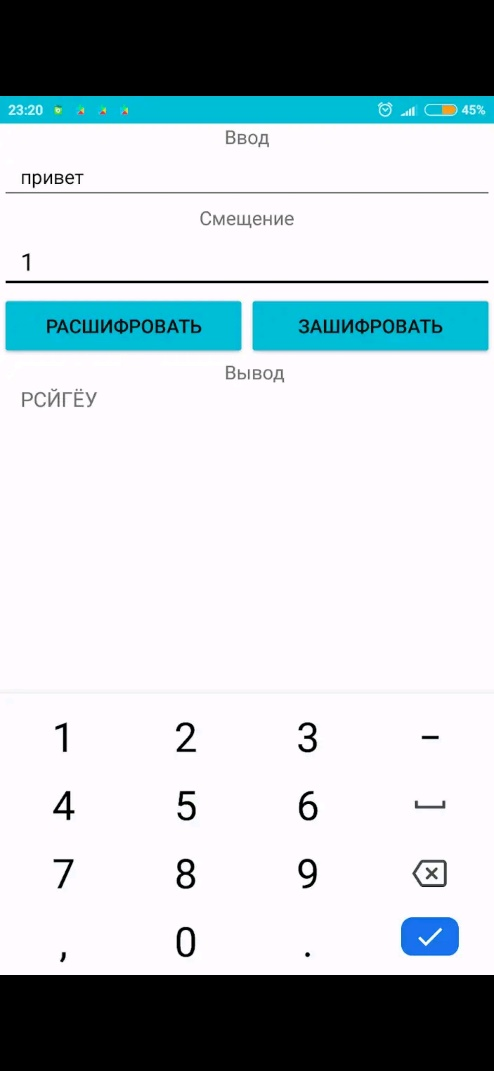 23:20 45%
Ввод
привет
Смещение
1
РАСШИФРОВАТЬ ЗАШИФРОВАТЬ
Вывод
РСЙГЁУ
1 2 3 –
4 5 6
7 8 9
, 0 .